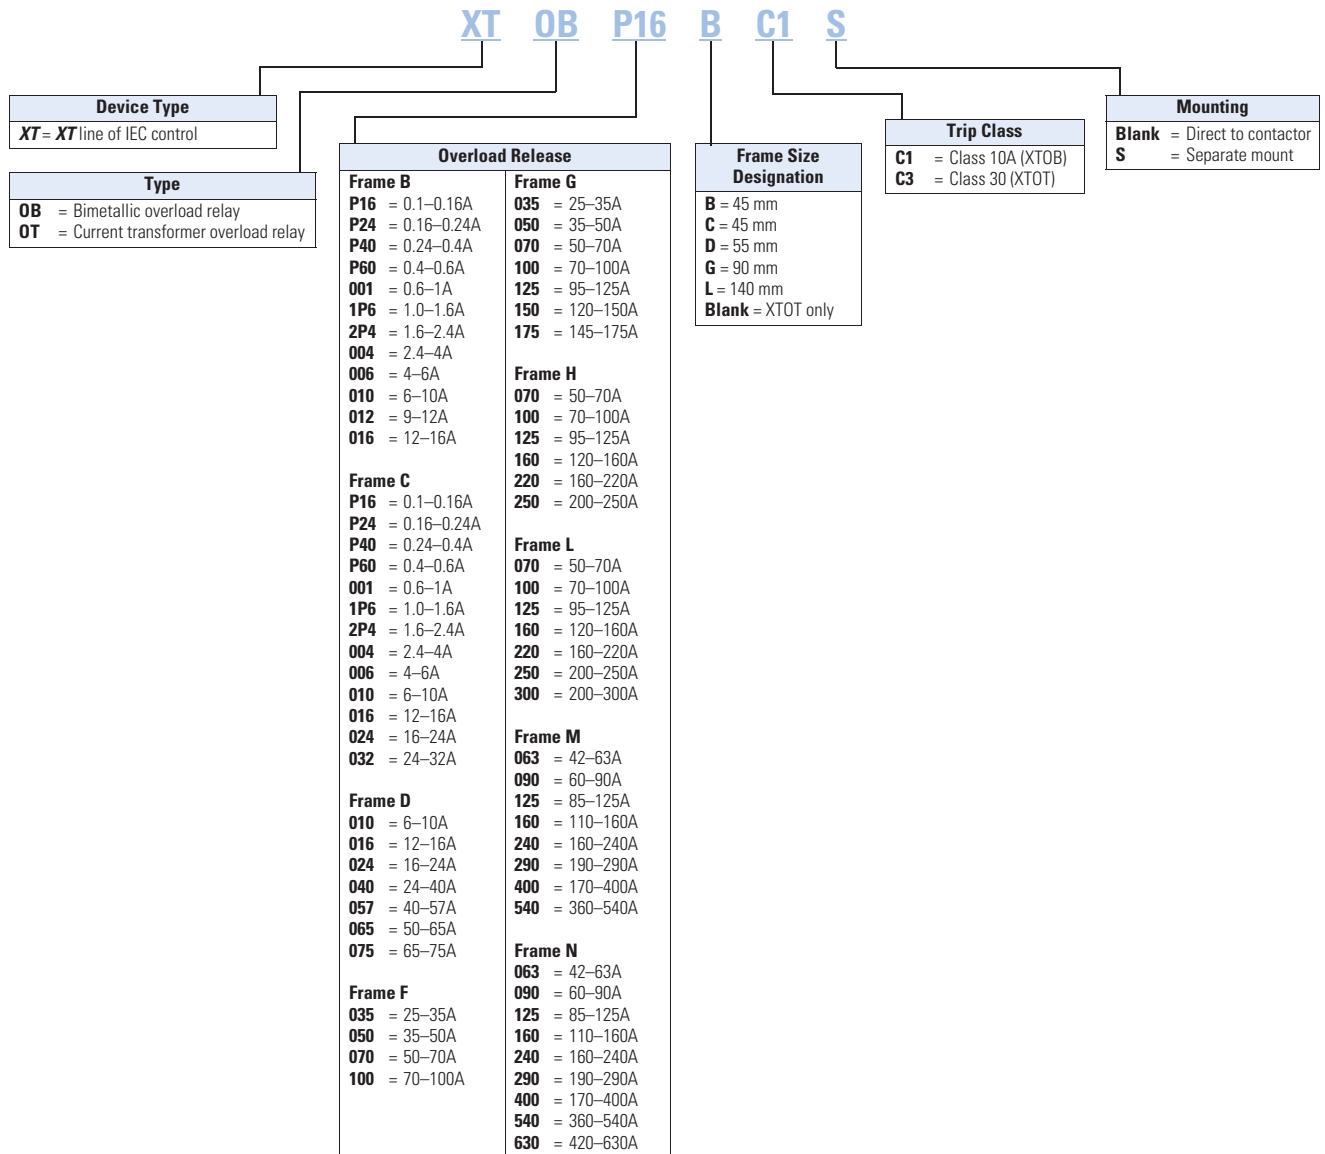 XT OB P16 B C1 S
Device Type
XT = XT line of IEC control
Type
OB = Bimetallic overload relay
OT = Current transformer overload relay
Overload Release
Frame B
P16 = 0.1–0.16A
P24 = 0.16–0.24A
P40 = 0.24–0.4A
P60 = 0.4–0.6A
001 = 0.6–1A
1P6 = 1.0–1.6A
2P4 = 1.6–2.4A
004 = 2.4–4A
006 = 4–6A
010 = 6–10A
012 = 9–12A
016 = 12–16A
Frame C
P16 = 0.1–0.16A
P24 = 0.16–0.24A
P40 = 0.24–0.4A
P60 = 0.4–0.6A
001 = 0.6–1A
1P6 = 1.0–1.6A
2P4 = 1.6–2.4A
004 = 2.4–4A
006 = 4–6A
010 = 6–10A
016 = 12–16A
024 = 16–24A
032 = 24–32A
Frame D
010 = 6–10A
016 = 12–16A
024 = 16–24A
040 = 24–40A
057 = 40–57A
065 = 50–65A
075 = 65–75A
Frame F
035 = 25–35A
050 = 35–50A
070 = 50–70A
100 = 70–100A
Frame G
035 = 25–35A
050 = 35–50A
070 = 50–70A
100 = 70–100A
125 = 95–125A
150 = 120–150A
175 = 145–175A
Frame H
070 = 50–70A
100 = 70–100A
125 = 95–125A
160 = 120–160A
220 = 160–220A
250 = 200–250A
Frame L
070 = 50–70A
100 = 70–100A
125 = 95–125A
160 = 120–160A
220 = 160–220A
250 = 200–250A
300 = 200–300A
Frame M
063 = 42–63A
090 = 60–90A
125 = 85–125A
160 = 110–160A
240 = 160–240A
290 = 190–290A
400 = 170–400A
540 = 360–540A
Frame N
063 = 42–63A
090 = 60–90A
125 = 85–125A
160 = 110–160A
240 = 160–240A
290 = 190–290A
400 = 170–400A
540 = 360–540A
630 = 420–630A
Frame Size
Designation
B = 45 mm
C = 45 mm
D = 55 mm
G = 90 mm
L = 140 mm
Blank = XTOT only
Trip Class
C1 = Class 10A (XTOB)
C3 = Class 30 (XTOT)
Mounting
Blank = Direct to contactor
S = Separate mount